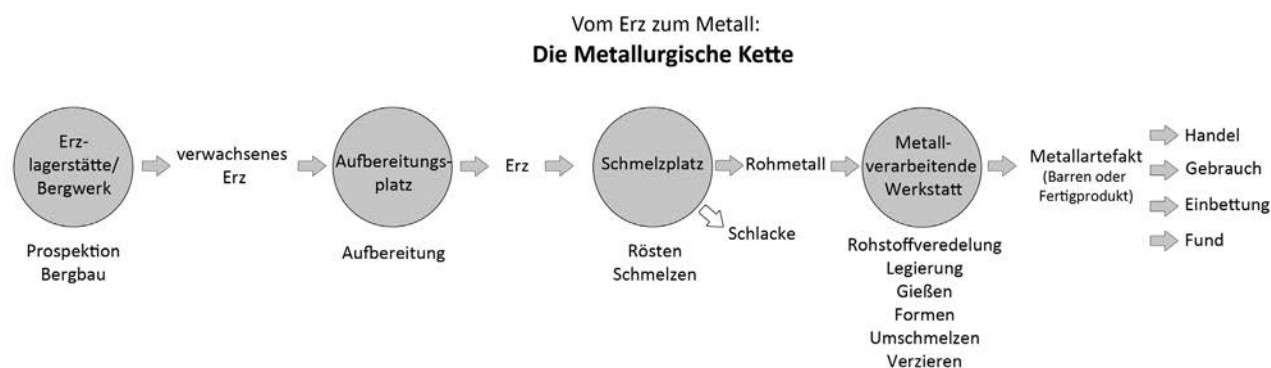 Vom Erz zum Metall:
Die Metallurgische Kette
Erz-
lagerstätte/
Bergwerk
Prospektion
Bergbau
verwachsenes
Erz
Aufbereitungs-
platz
Aufbereitung
Erz
Schmelzplatz
Rösten
Schmelzen
Schlacke
Rohmetall
Metall-
verarbeitende
Werkstatt
Rohstoffveredelung
Legierung
Gießen
Formen
Umschmelzen
Verzieren
Metallartefakt
(Barren oder
Fertigprodukt)
Handel
Gebrauch
Einbettung
Fund